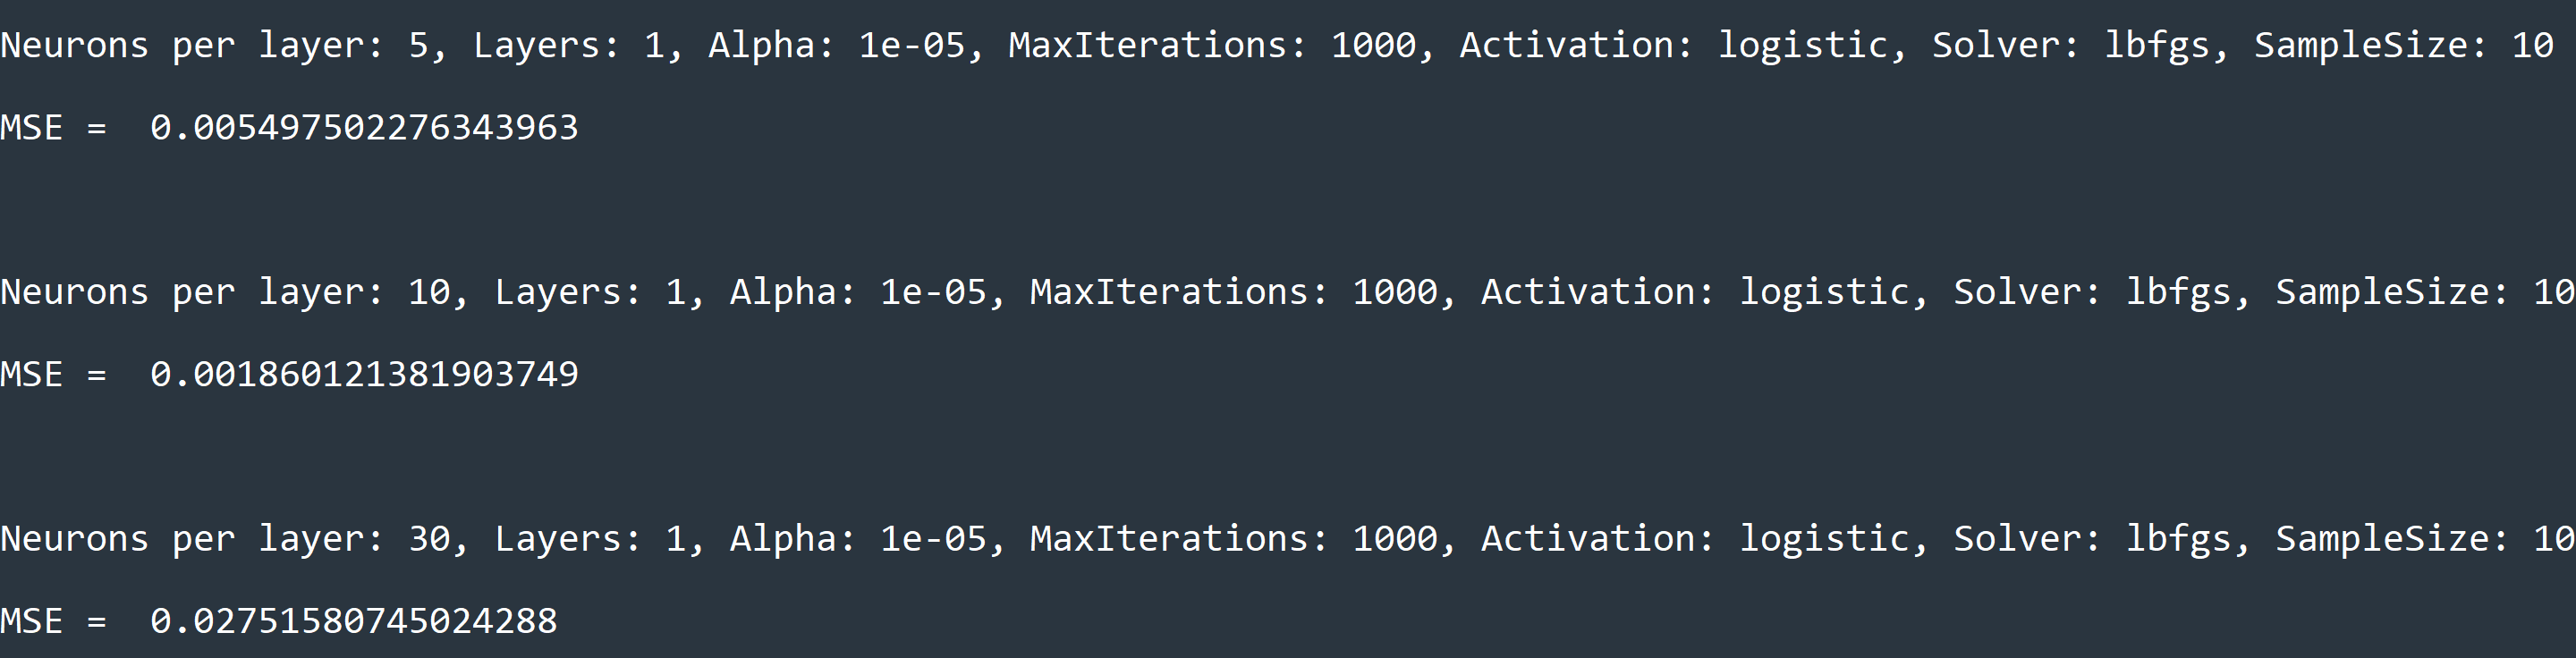 Neurons per layer: 5, Layers: 1, Alpha: 1e-05, MaxIterations: 1000, Activation: logistic, Solver: lbfgs, SampleSize: 10
MSE =  0.005497502276343963
Neurons per layer: 10, Layers: 1, Alpha: 1e-05, MaxIterations: 1000, Activation: logistic, Solver: lbfgs, SampleSize: 10
MSE =  0.001860121381903749
Neurons per layer: 30, Layers: 1, Alpha: 1e-05, MaxIterations: 1000, Activation: logistic, Solver: lbfgs, SampleSize: 10
MSE =  0.02751580745024288